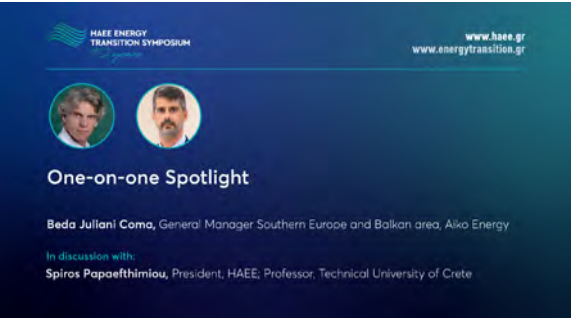 HAEE ENERGY
TRANSITION SYMPOSIUM
years
www.haee.gr
www.energytransition.gr
One-on-one Spotlight
Beda Juliani Coma, General Manager Southern Europe and Balkan area, Aiko Energy
In discussion with:
Spiros Papaefthimiou, President, HAEE; Professor, Technical University of Crete